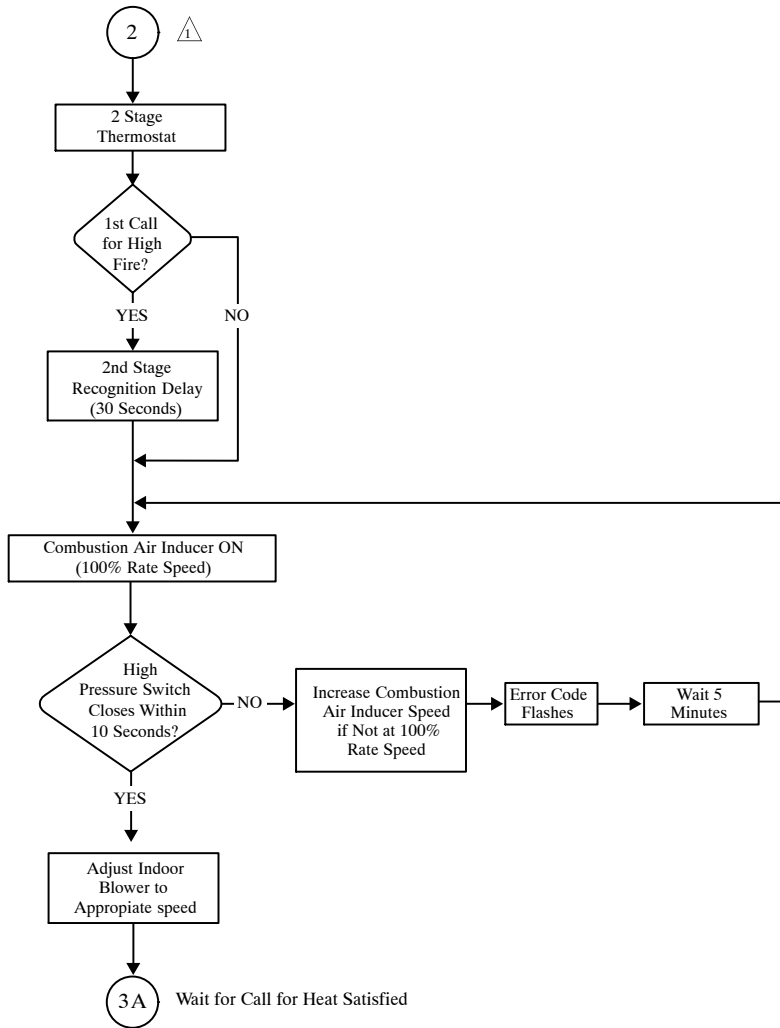 2
1
2 Stage
Thermostat
1st Call
for High
Fire?
YES
NO
2nd Stage
Recognition Delay
(30 Seconds)
Combustion Air Inducer ON
(100% Rate Speed)
High
Pressure Switch
Closes Within
10 Seconds?
NO
Increase Combustion
Air Inducer Speed
if Not at 100%
Rate Speed
Error Code
Flashes
Wait 5
Minutes
YES
Adjust Indoor
Blower to
Appropiate speed
3A
Wait for Call for Heat Satisfied